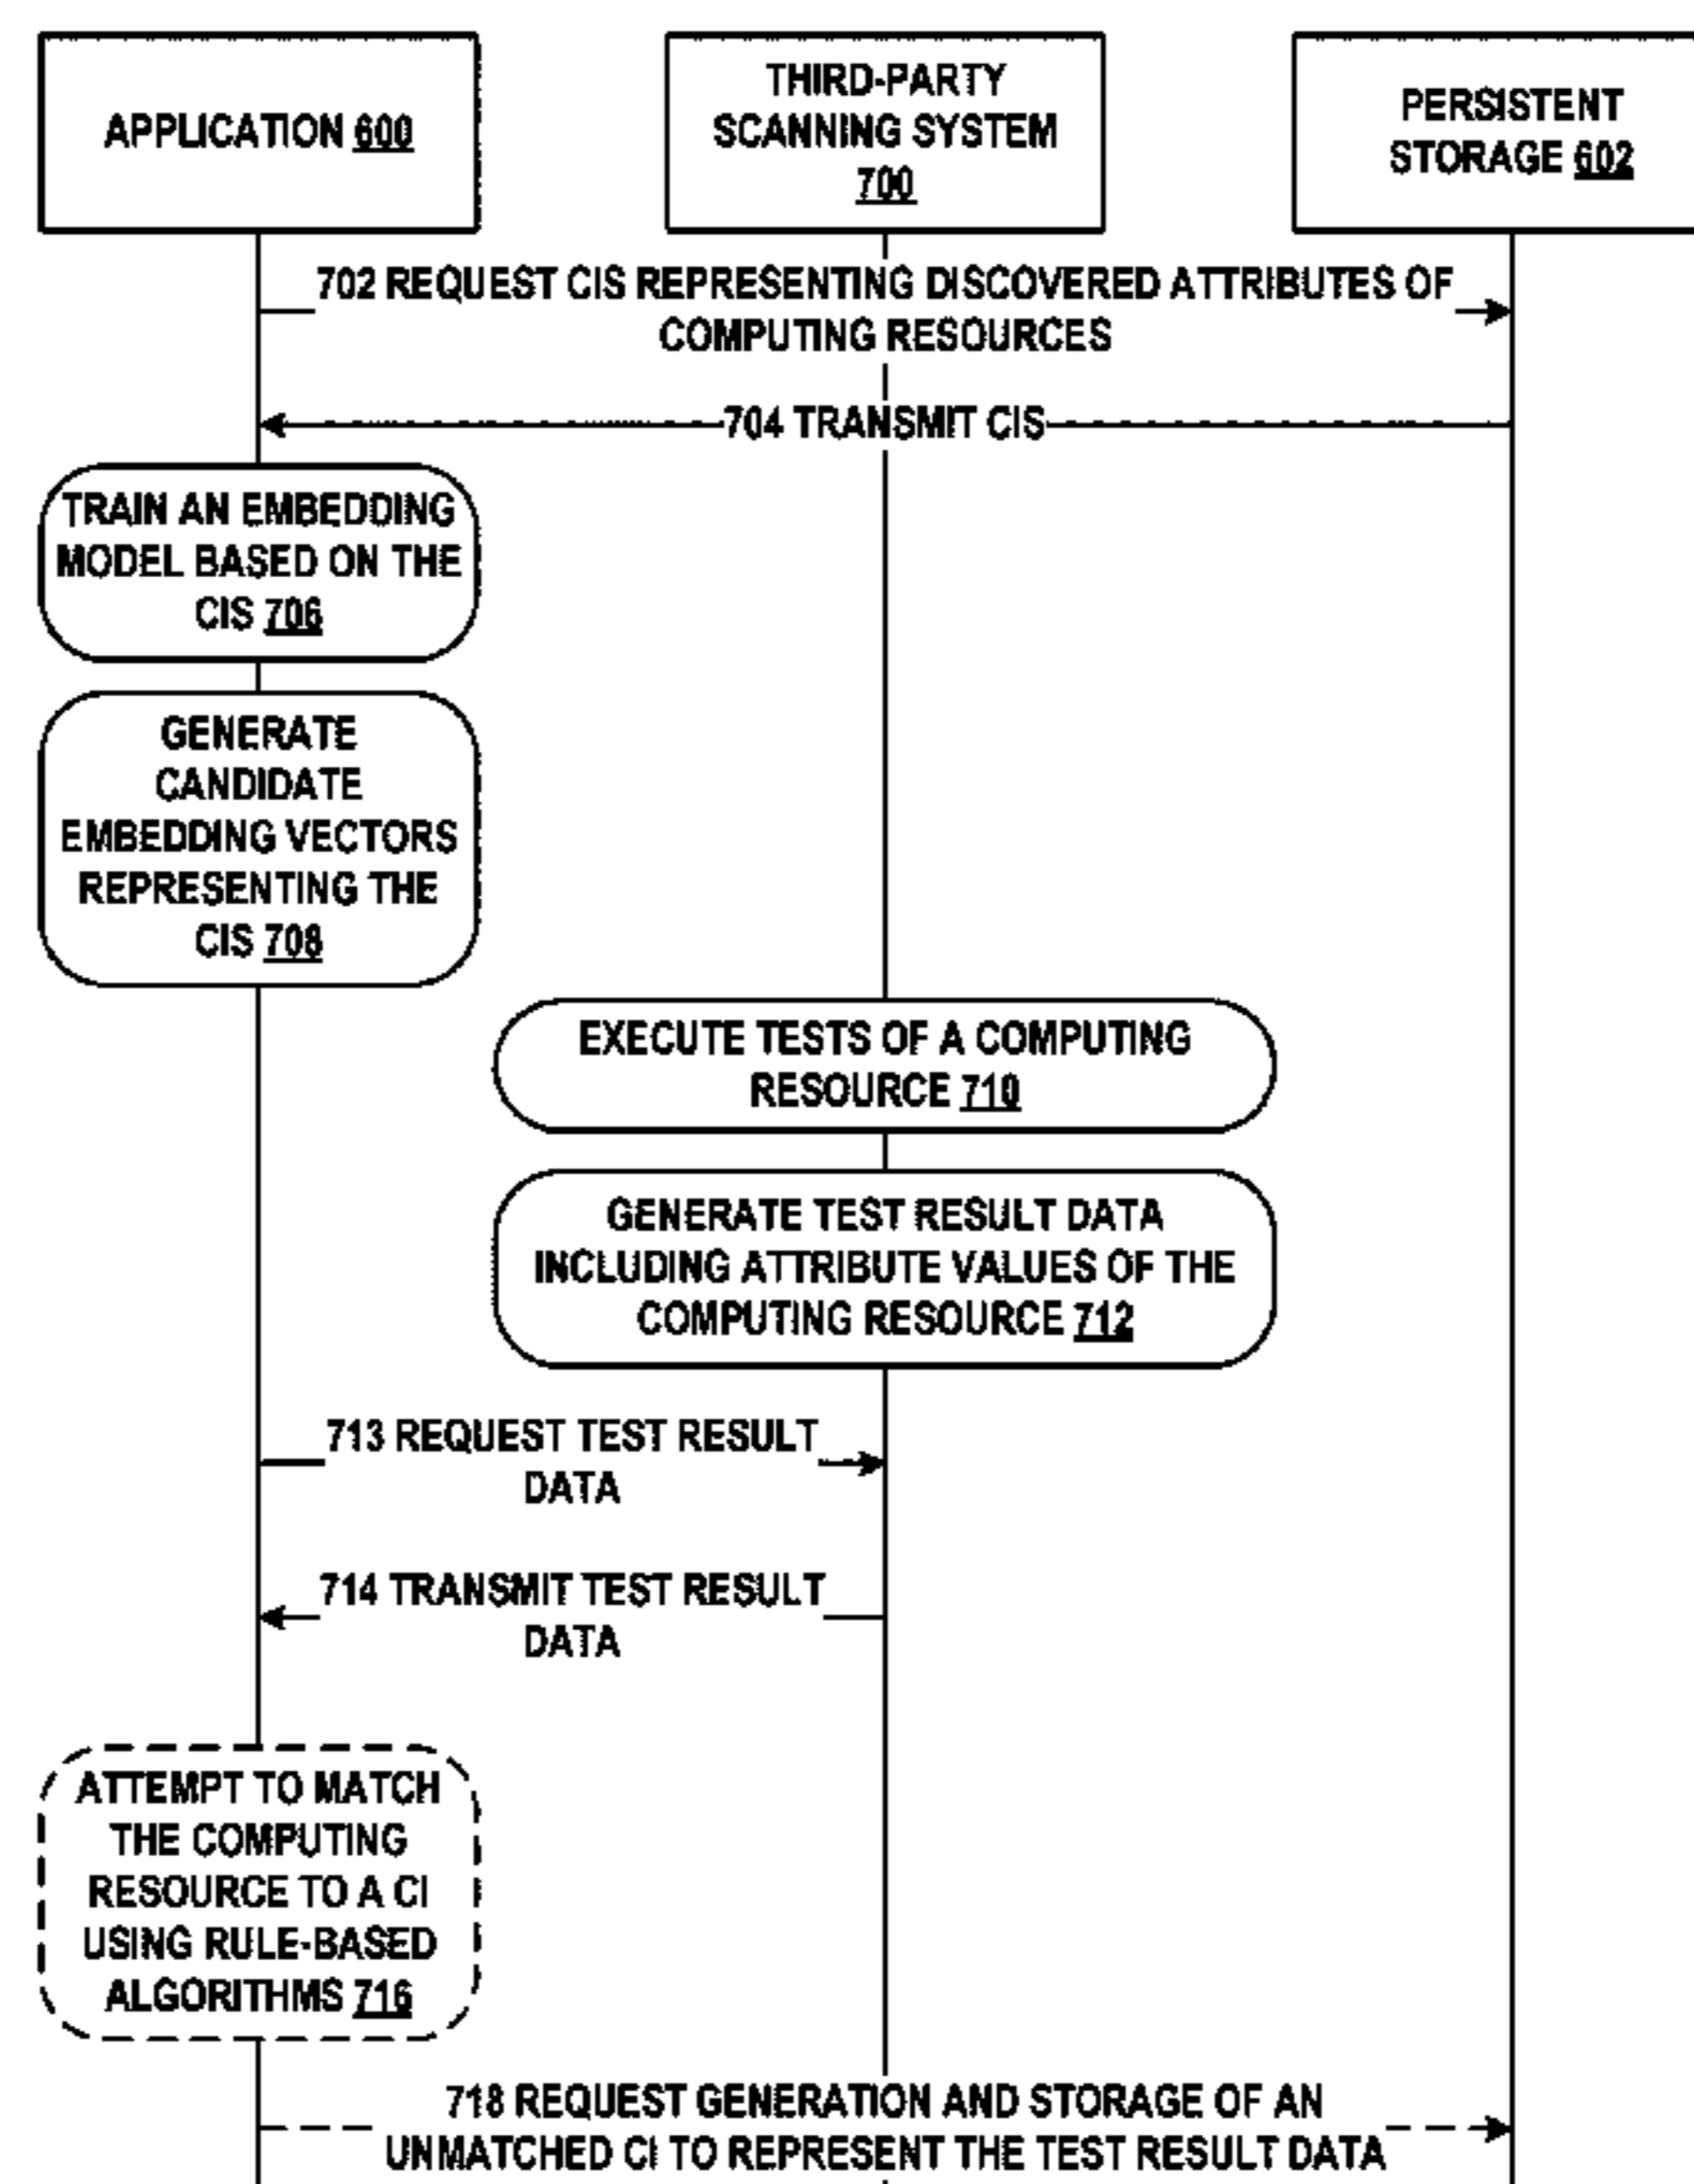 APPLICATION 600
THIRD-PARTY
SCANNING SYSTEM
700
PERSISTENT
STORAGE 602
702 REQUEST CIS REPRESENTING DISCOVERED ATTRIBUTES OF
COMPUTING RESOURCES
704 TRANSMIT CIS
TRAIN AN EMBEDDING
MODEL BASED ON THE
CIS 706
GENERATE
CANDIDATE
EMBEDDING VECTORS
REPRESENTING THE
CIS 708
EXECUTE TESTS OF A COMPUTING
RESOURCE 710
GENERATE TEST RESULT DATA
INCLUDING ATTRIBUTE VALUES OF THE
COMPUTING RESOURCE 712
713 REQUEST TEST RESULT
DATA
714 TRANSMIT TEST RESULT
DATA
ATTEMPT TO MATCH
THE COMPUTING
RESOURCE TO A CI
USING RULE-BASED
ALGORITHMS 716
718 REQUEST GENERATION AND STORAGE OF AN
UNMATCHED CI TO REPRESENT THE TEST RESULT DATA